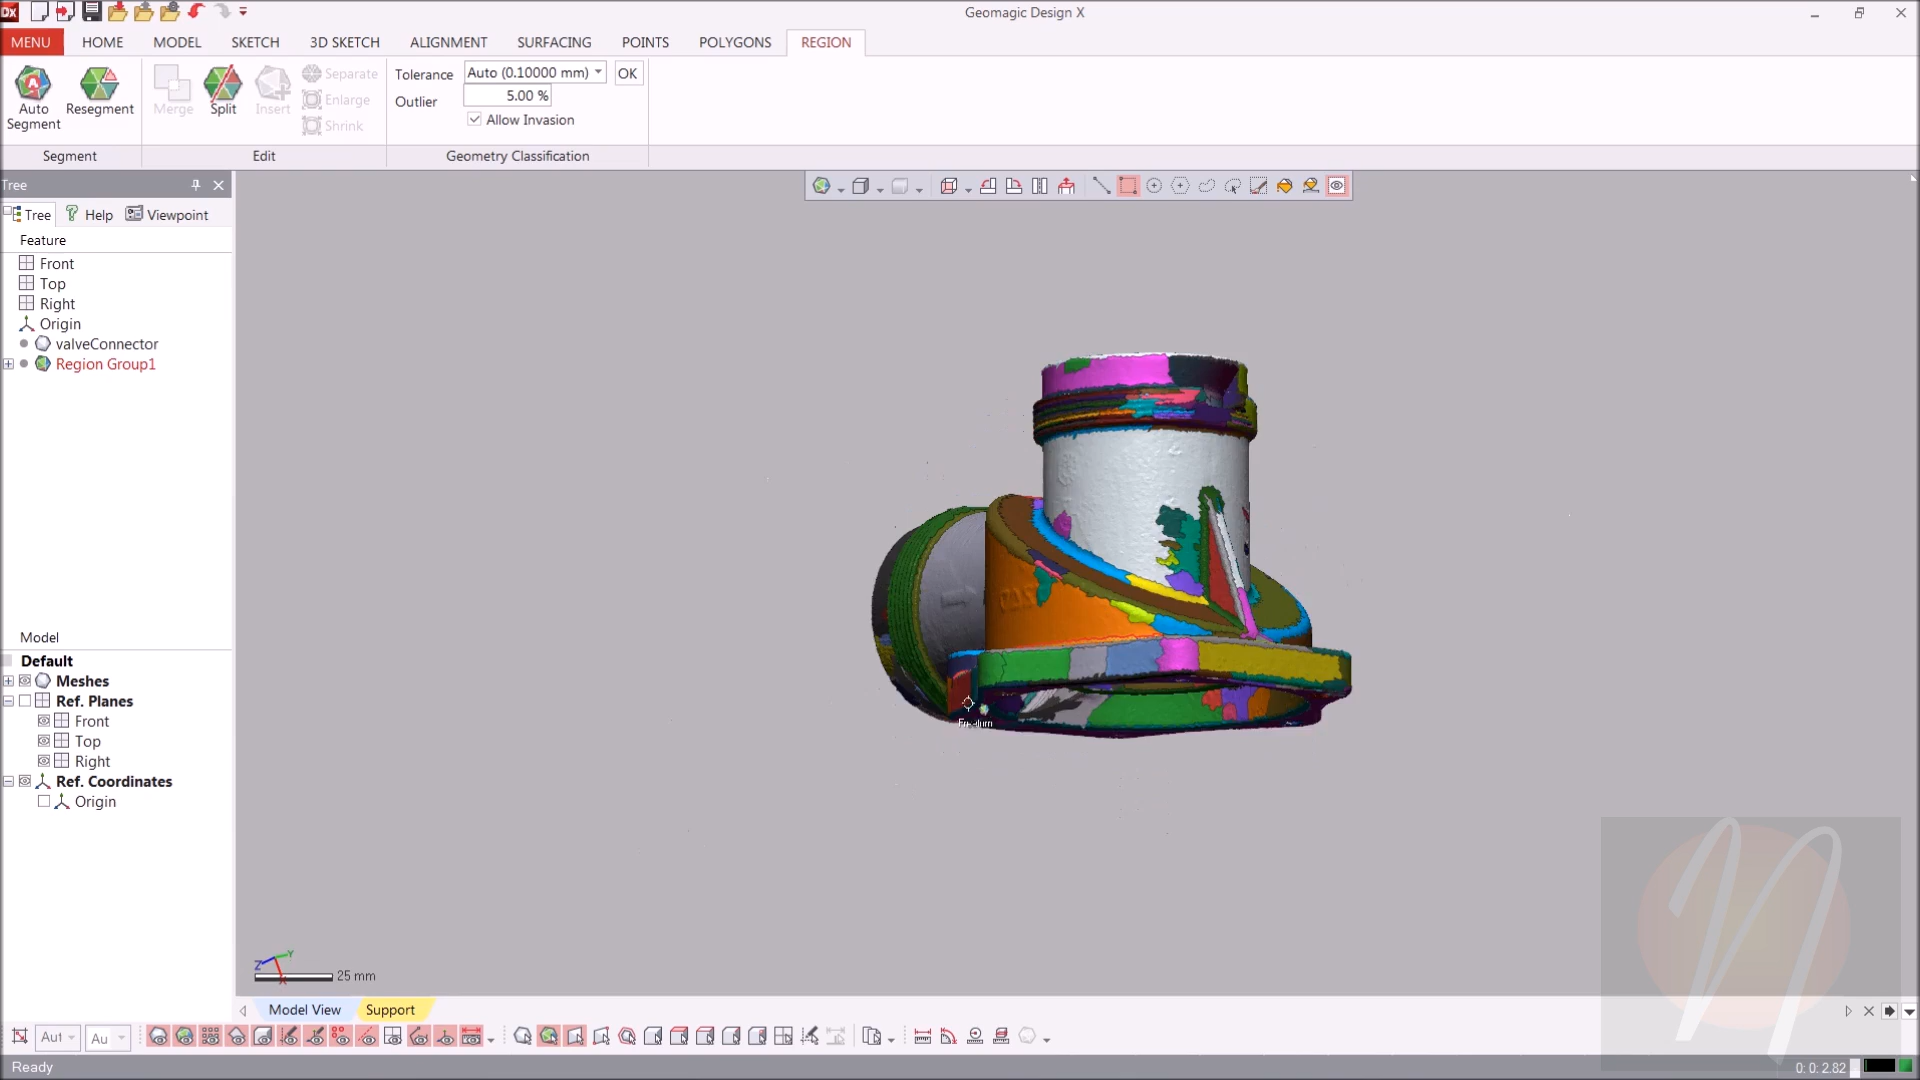 Dx
Geomagic Design X
MENU HOME MODEL SKETCH 3D SKETCH ALIGNMENT SURFACING POINTS POLYGONS REGION
Auto Segment
Resegment
Merge
Split
Insert
Separate
Enlarge
Shrink
Tolerance Auto (0.10000 mm) OK
Outlier 5.00 %
Allow Invasion
Segment Edit Geometry Classification
Tree
Tree Help Viewpoint
Feature
Front
Top
Right
Origin
valveConnector
Region Group1
Model
Default
Meshes
Ref. Planes
Front
Top
Right
Ref. Coordinates
Origin
Z Y X
25 mm
Model View Support
Aut Au
Ready
0: 0: 2.82